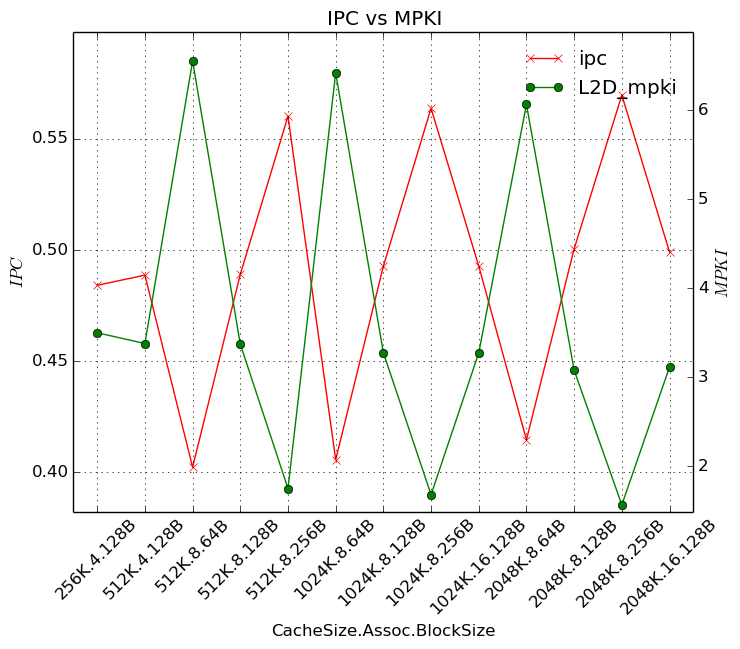 IPC vs MPKI
ipc
L2D_mpki
0.55
0.50
0.45
0.40
IPC
6
5
4
3
2
MPKI
256K.4.128B
512K.4.128B
512K.8.64B
512K.8.128B
512K.8.256B
1024K.8.64B
1024K.8.128B
1024K.8.256B
1024K.16.128B
2048K.8.64B
2048K.8.128B
2048K.8.256B
2048K.16.128B
CacheSize.Assoc.BlockSize